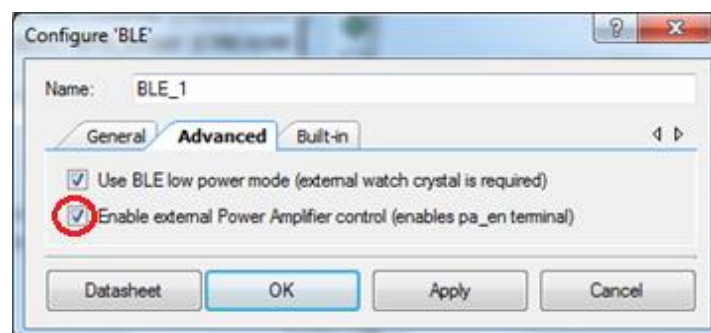 Configure 'BLE'
Name: BLE_1
General Advanced Built-in
Use BLE low power mode (external watch crystal is required)
Enable external Power Amplifier control (enables pa_en terminal)
Datasheet OK Apply Cancel